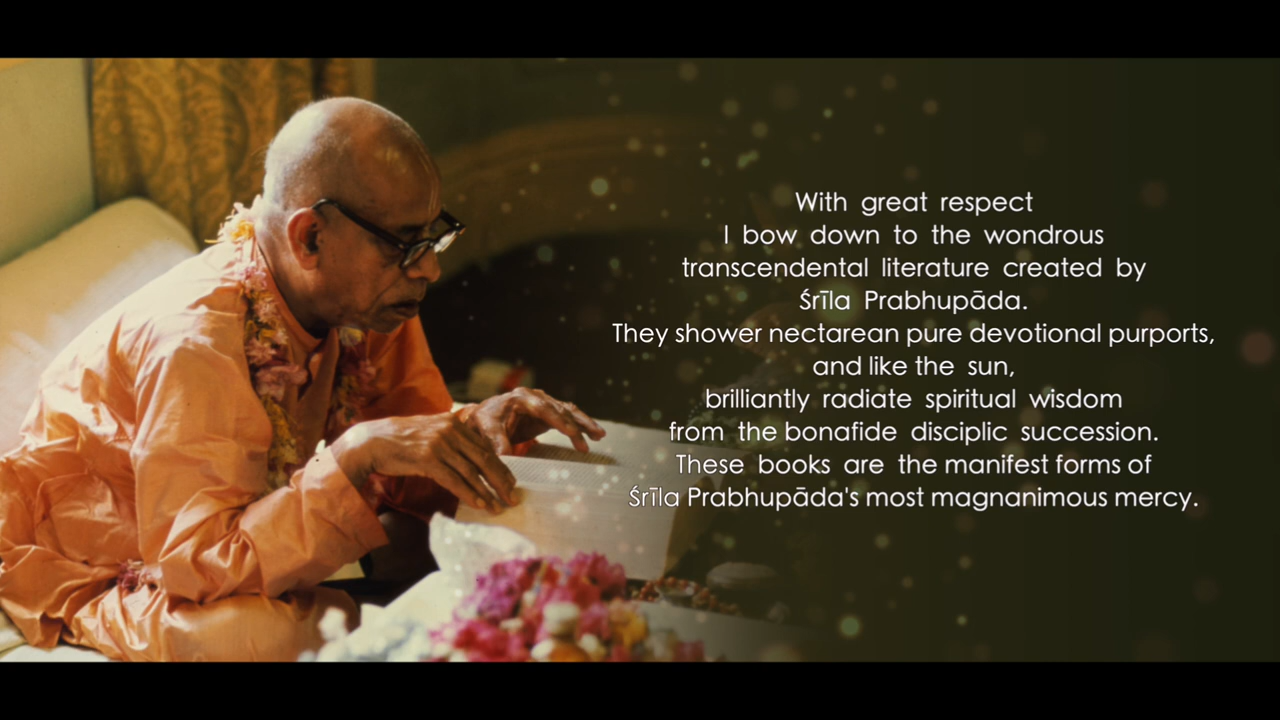 With great respect
I bow down to the wondrous
transcendental literature created by
Śrīla Prabhupāda.
They shower nectarean pure devotional purports,
and like the sun,
brilliantly radiate spiritual wisdom
from the bonafide disciplic succession.
These books are the manifest forms of
Śrīla Prabhupāda's most magnanimous mercy.